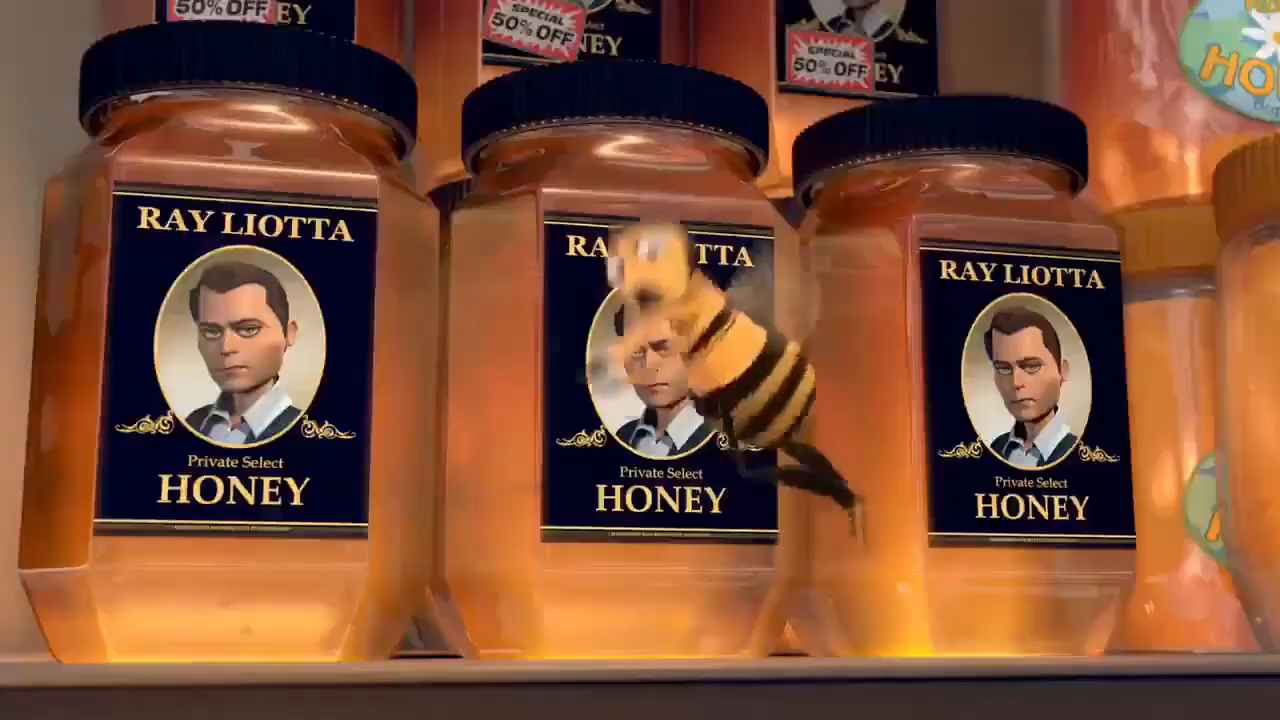 50% OFF
EY
SPECIAL
50% OFF
NEY
SPECIAL
50% OFF
EY
HO
RAY LIOTTA
Private Select
HONEY
RA TTA
Private Select
HONEY
RAY LIOTTA
Private Select
HONEY